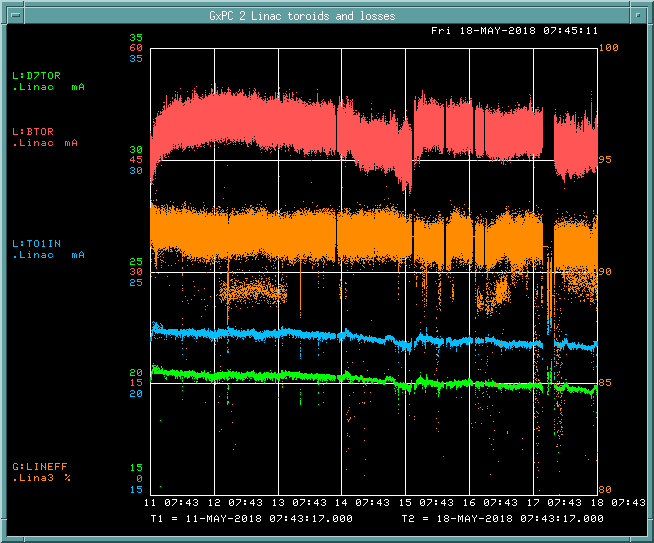 GxPC 2 Linac toroids and losses
Fri 18-MAY-2018 07:45:11
35
60
35
100
L:D7TOR
.Linac mA
L:BTOR
.Linac mA
30
45
30
95
L:TO1IN
.Linac mA
25
30
25
90
20
15
20
85
G:LINEFF
.Lina3 %
15
0
15
80
11 07:43 12 07:43 13 07:43 14 07:43 15 07:43 16 07:43 17 07:43 18 07:43
T1 = 11-MAY-2018 07:43:17.000 T2 = 18-MAY-2018 07:43:17.000